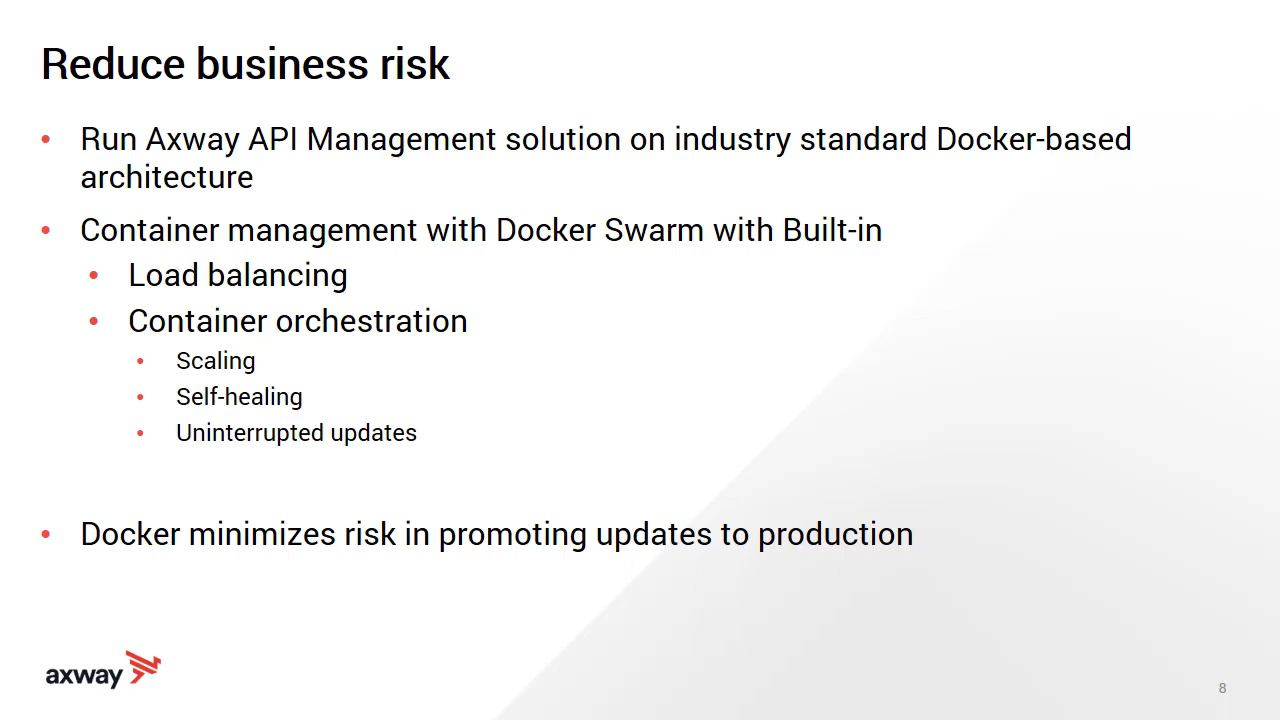 Reduce business risk
• Run Axway API Management solution on industry standard Docker-based
architecture
• Container management with Docker Swarm with Built-in
• Load balancing
• Container orchestration
• Scaling
• Self-healing
• Uninterrupted updates
• Docker minimizes risk in promoting updates to production
axway
8